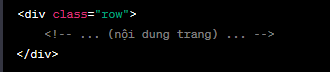 <div class="row">
    <!-- ... (nội dung trang) ... -->
</div>